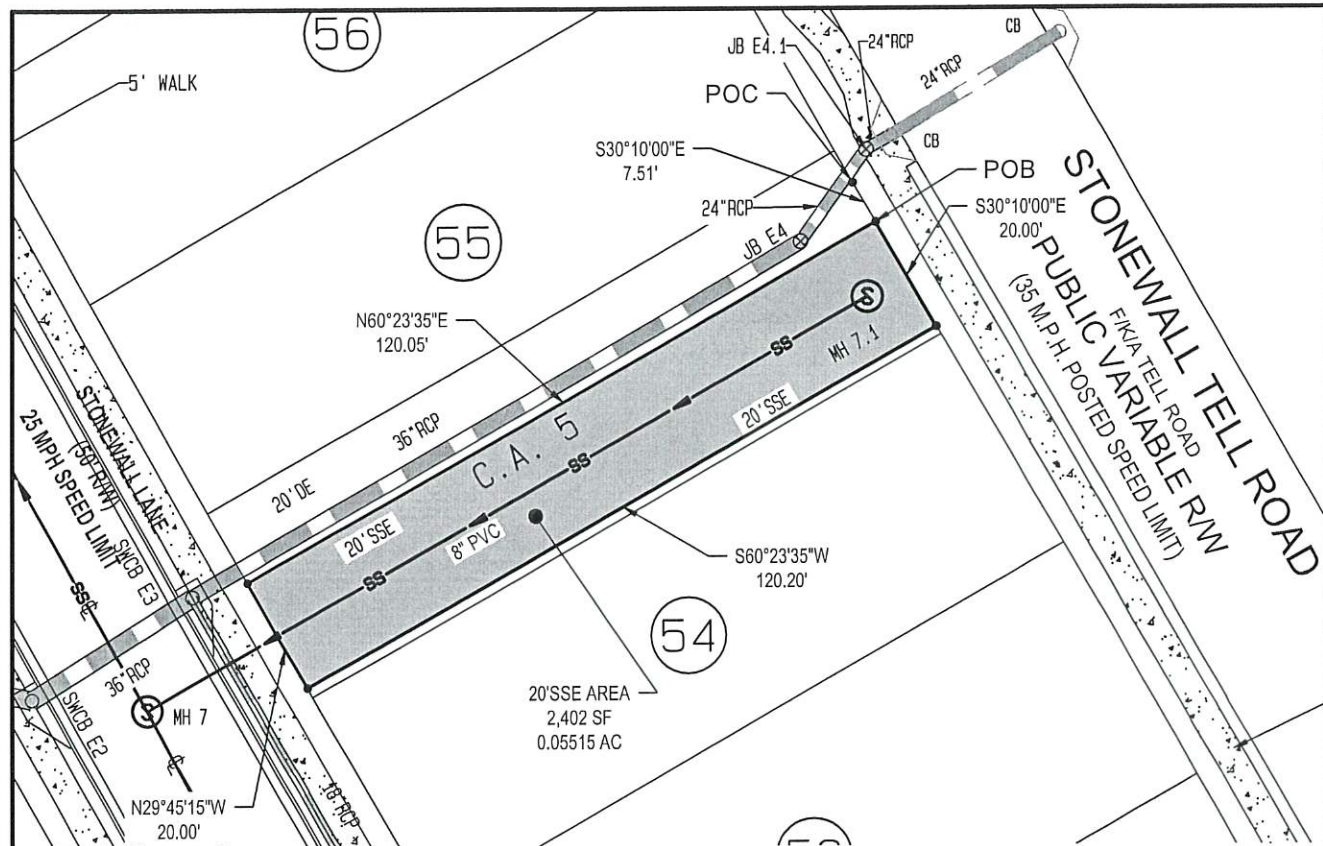 56
5' WALK
JB E4.1
24"RCP
CB
24"RCP
POC
CB
S30°10'00"E
7.51'
24"RCP
POB
S30°10'00"E
20.00'
55
JB E4
STONEWALL TELL ROAD
F/K/A TELL ROAD
PUBLIC VARIABLE R/W
(35 M.P.H. POSTED SPEED LIMIT)
N60°23'35"E
120.05'
S
SS
MH 7.1
20' SSE
36"RCP
C.A. 5
SS
20' DE
20' SSE
8" PVC
SS
STONEWALL LANE
(50' R/W)
25 MPH SPEED LIMIT
SWCB E3
SS
S60°23'35"W
120.20'
54
36"RCP
SWCB E2
S
MH 7
20'SSE AREA
2,402 SF
0.05515 AC
N29°45'15"W
20.00'
18"RCP